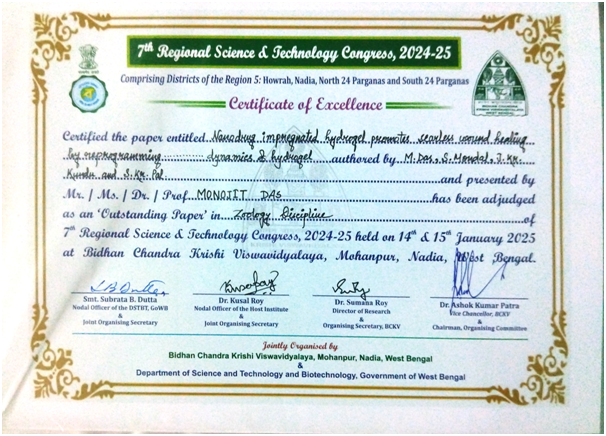 7th Regional Science & Technology Congress, 2024-25
Comprising Districts of the Region 5: Howrah, Nadia, North 24 Parganas and South 24 Parganas
Certificate of Excellence
Certified the paper entitled Nanodrug impregnated hydrogel promotes scarless wound healing
by reprogramming dynamics & hydrogel authored by M. Das, S. Mondal, J. Kr.
Kundu and S. Kr. Pal and presented by
Mr. / Ms. / Dr. / Prof. MONOJIT DAS has been adjudged
as an 'Outstanding Paper' in Zoology Discipline of
7th Regional Science & Technology Congress, 2024-25 held on 14th & 15th January 2025
at Bidhan Chandra Krishi Viswavidyalaya, Mohanpur, Nadia, West Bengal.
Smt. Subrata B. Dutta
Nodal Officer of the DSTBT, GoWB
&
Joint Organising Secretary
Dr. Kusal Roy
Nodal Officer of the Host Institute
&
Joint Organising Secretary
Dr. Sumana Roy
Director of Research
&
Organising Secretary, BCKV
Dr. Ashok Kumar Patra
Vice Chancellor, BCKV
&
Chairman, Organising Committee
Jointly Organised by
Bidhan Chandra Krishi Viswavidyalaya, Mohanpur, Nadia, West Bengal
&
Department of Science and Technology and Biotechnology, Government of West Bengal